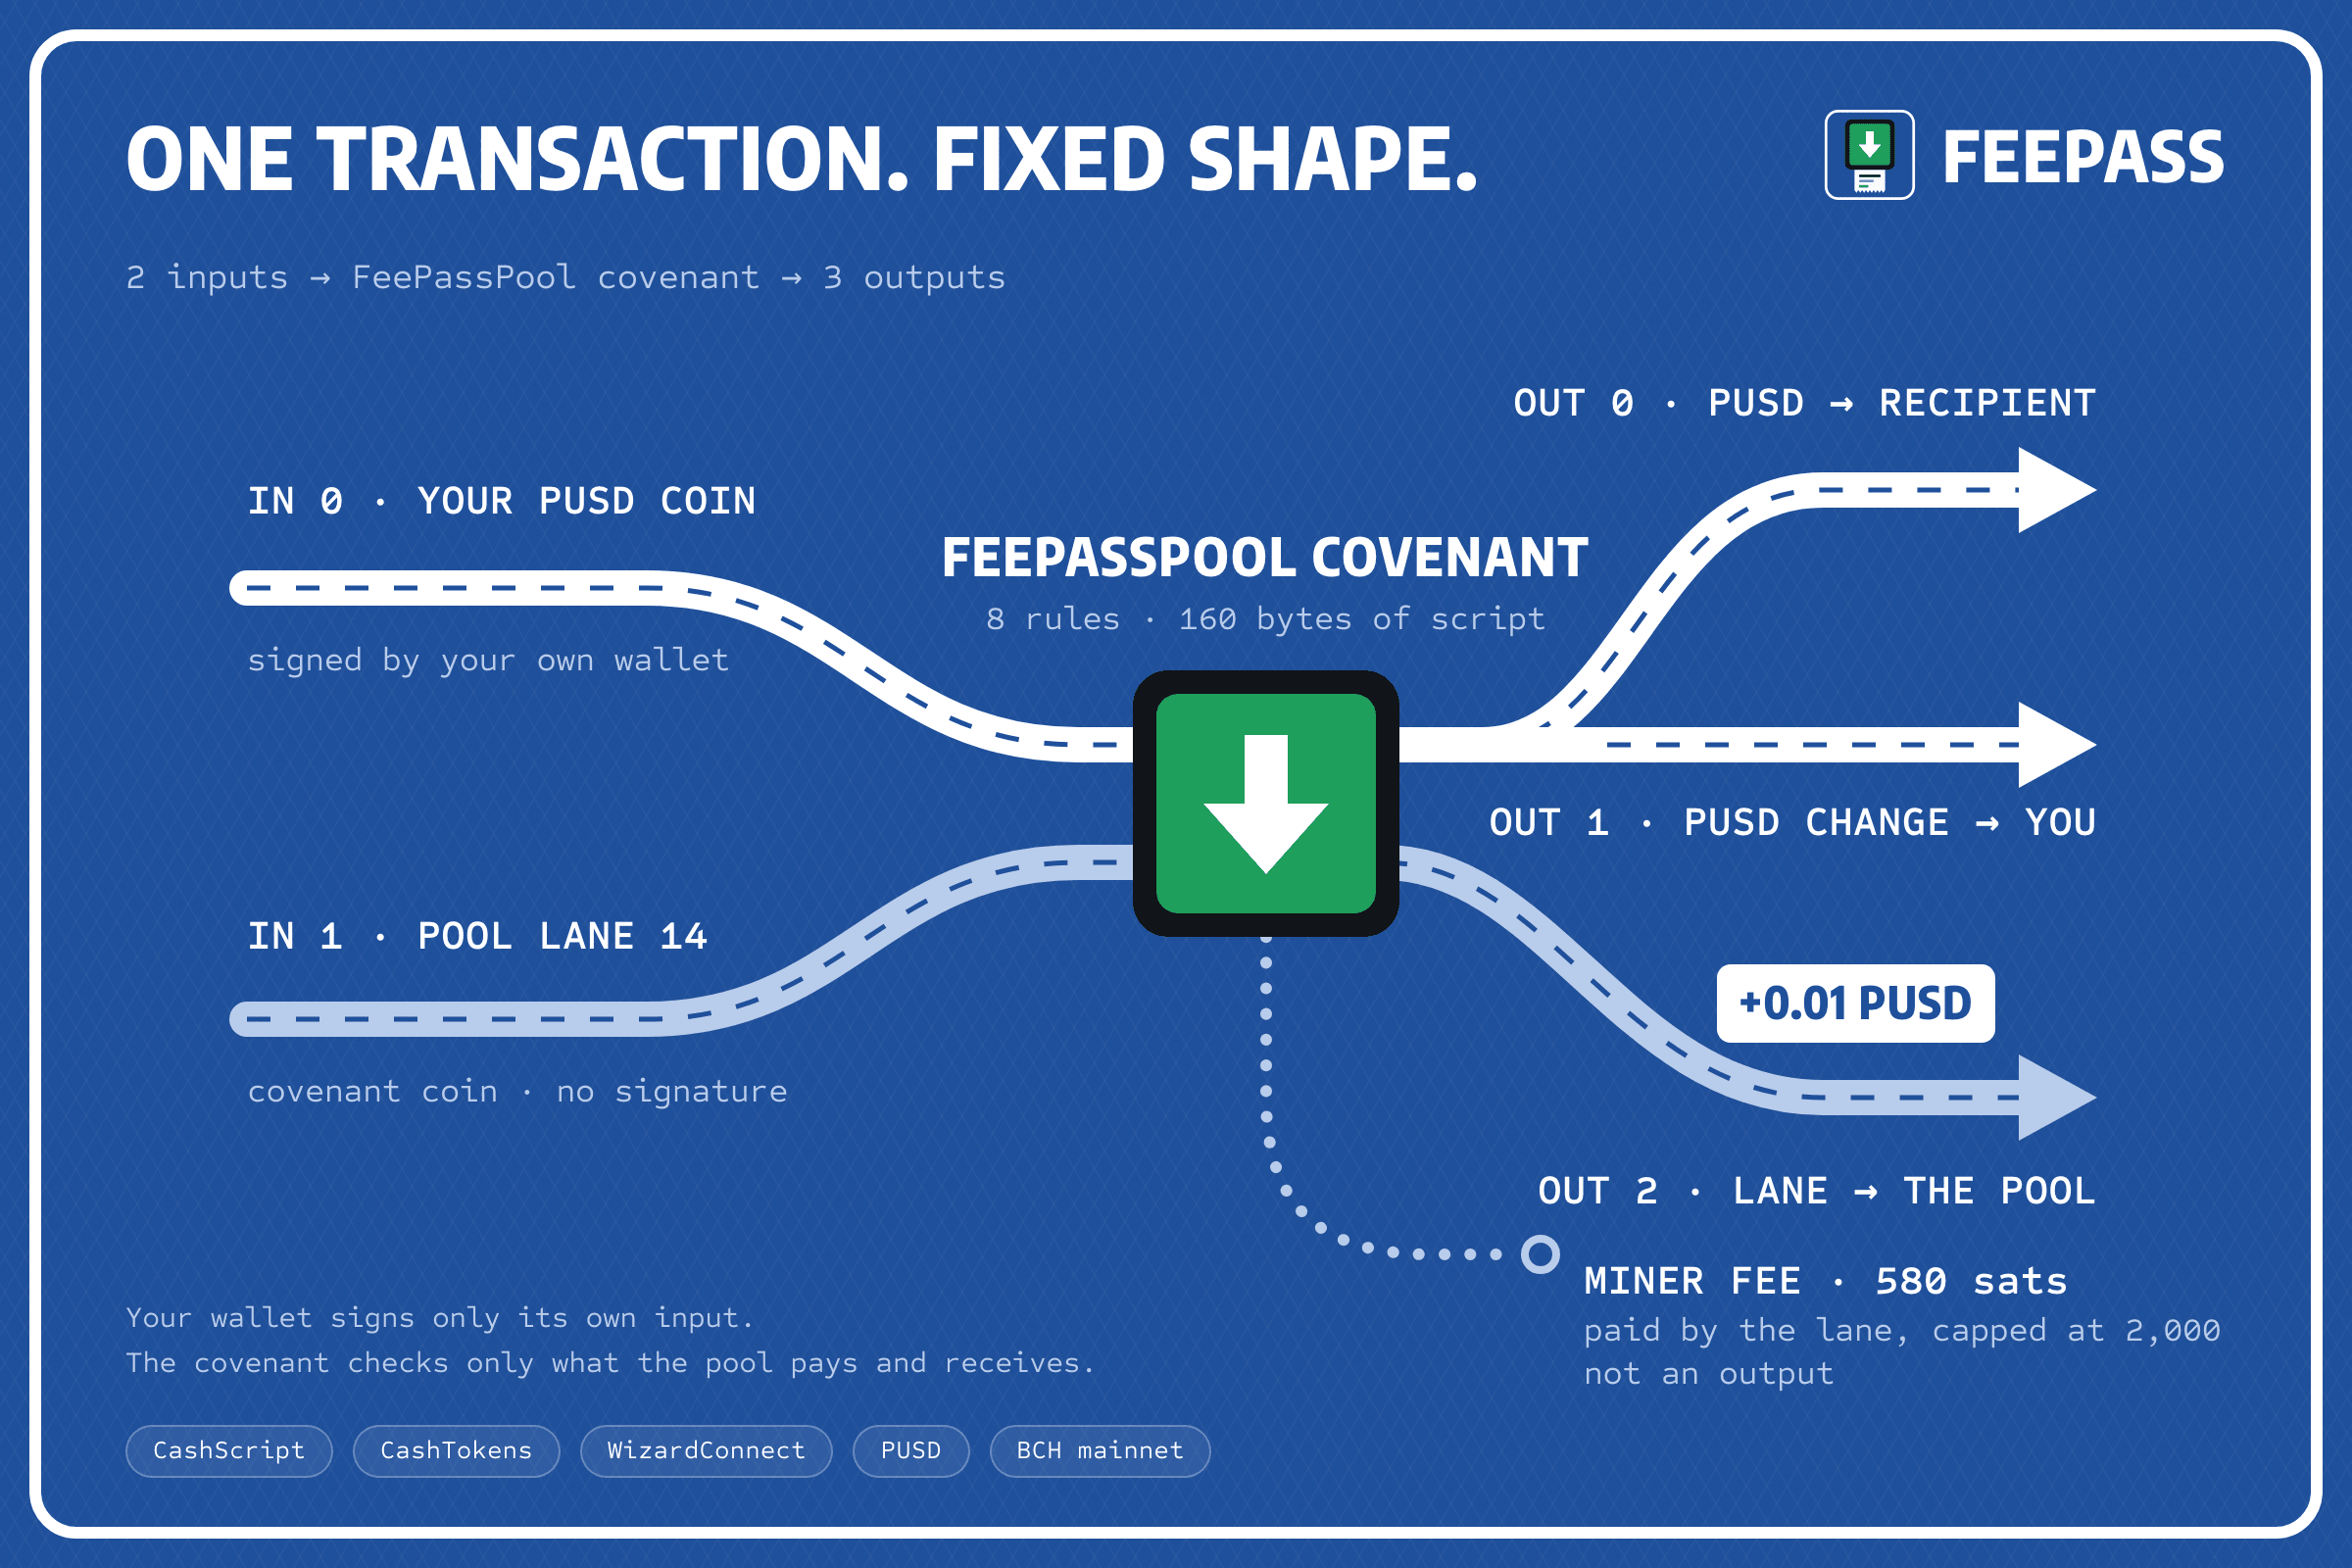 ONE TRANSACTION. FIXED SHAPE.
FEEPASS
2 inputs → FeePassPool covenant → 3 outputs
OUT 0 · PUSD → RECIPIENT
IN 0 · YOUR PUSD COIN
signed by your own wallet
FEEPASSPOOL COVENANT
8 rules · 160 bytes of script
OUT 1 · PUSD CHANGE → YOU
IN 1 · POOL LANE 14
covenant coin · no signature
+0.01 PUSD
OUT 2 · LANE → THE POOL
MINER FEE · 580 sats
paid by the lane, capped at 2,000
not an output
Your wallet signs only its own input.
The covenant checks only what the pool pays and receives.
CashScript
CashTokens
WizardConnect
PUSD
BCH mainnet